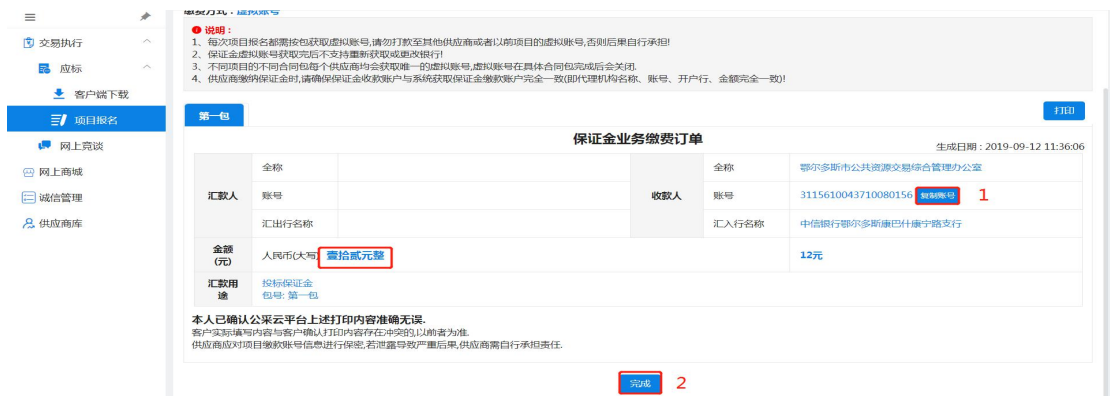 缴费方式：虚拟账号
说明：
1、每次项目报名都需按包获取虚拟账号,请勿打款至其他供应商或者以前项目的虚拟账号,否则后果自行承担!
2、保证金虚拟账号获取完后不支持重新获取或更改银行!
3、不同项目的不同合同包每个供应商均会获取唯一的虚拟账号,虚拟账号在具体合同包完成后会关闭.
4、供应商缴纳保证金时,请确保保证金收款账户与系统获取保证金缴款账户完全一致(即代理机构名称、账号、开户行、金额完全一致)!
交易执行
应标
客户端下载
项目报名
网上竞谈
网上商城
诚信管理
供应商库
第一包
打印
保证金业务缴费订单
生成日期：2019-09-12 11:36:06
汇款人 全称 收款人 全称 鄂尔多斯市公共资源交易综合管理办公室
账号 账号 3115610043710080156 复制账号 1
汇出行名称 汇入行名称 中信银行鄂尔多斯康巴什康宁路支行
金额(元) 人民币(大写) 壹拾贰元整 12元
汇款用途 投标保证金
包号: 第一包
本人已确认公采云平台上述打印内容准确无误.
客户实际填写内容与客户确认打印内容存在冲突的,以前者为准.
供应商应对项目缴款账号信息进行保密,若泄露导致严重后果,供应商需自行承担责任.
完成 2